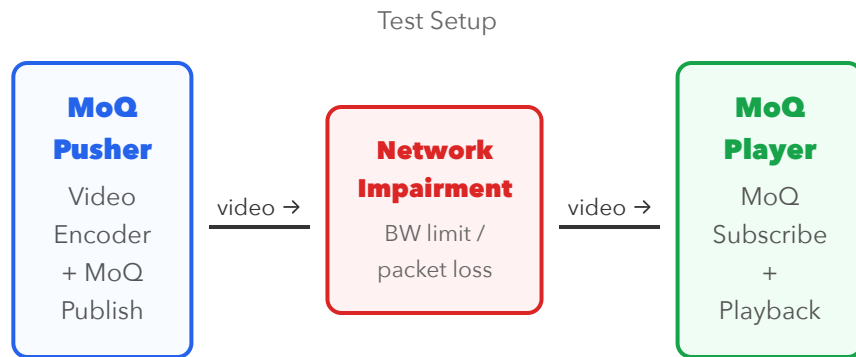 Test Setup
MoQ
Pusher
Video
Encoder
+ MoQ
Publish
video →
Network
Impairment
BW limit /
packet loss
video →
MoQ
Player
MoQ
Subscribe
+
Playback